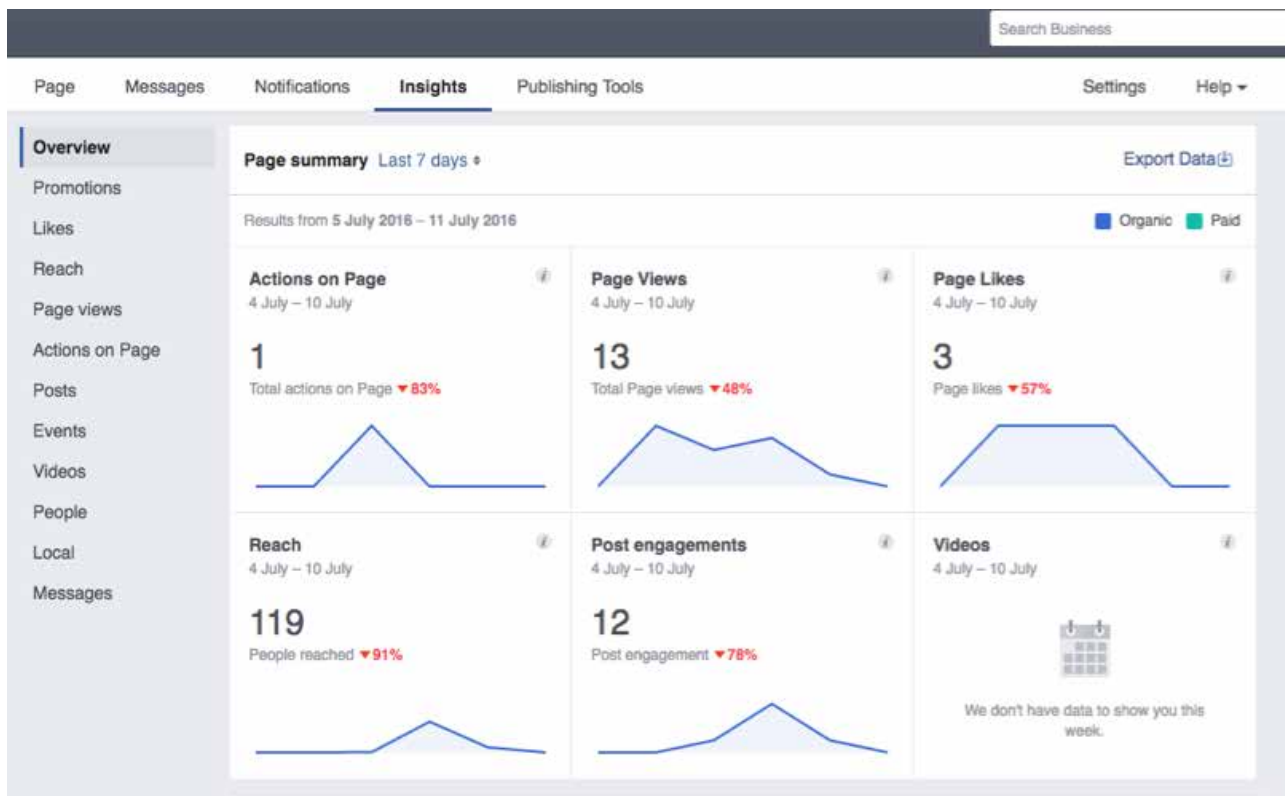 Search Business
Page Messages Notifications Insights Publishing Tools Settings Help
Overview
Promotions
Likes
Reach
Page views
Actions on Page
Posts
Events
Videos
People
Local
Messages
Page summary Last 7 days Export Data
Results from 5 July 2016 – 11 July 2016 Organic Paid
Actions on Page
4 July – 10 July
1
Total actions on Page ▼83%
Page Views
4 July – 10 July
13
Total Page views ▼48%
Page Likes
4 July – 10 July
3
Page likes ▼57%
Reach
4 July – 10 July
119
People reached ▼91%
Post engagements
4 July – 10 July
12
Post engagement ▼78%
Videos
4 July – 10 July
We don't have data to show you this
week.